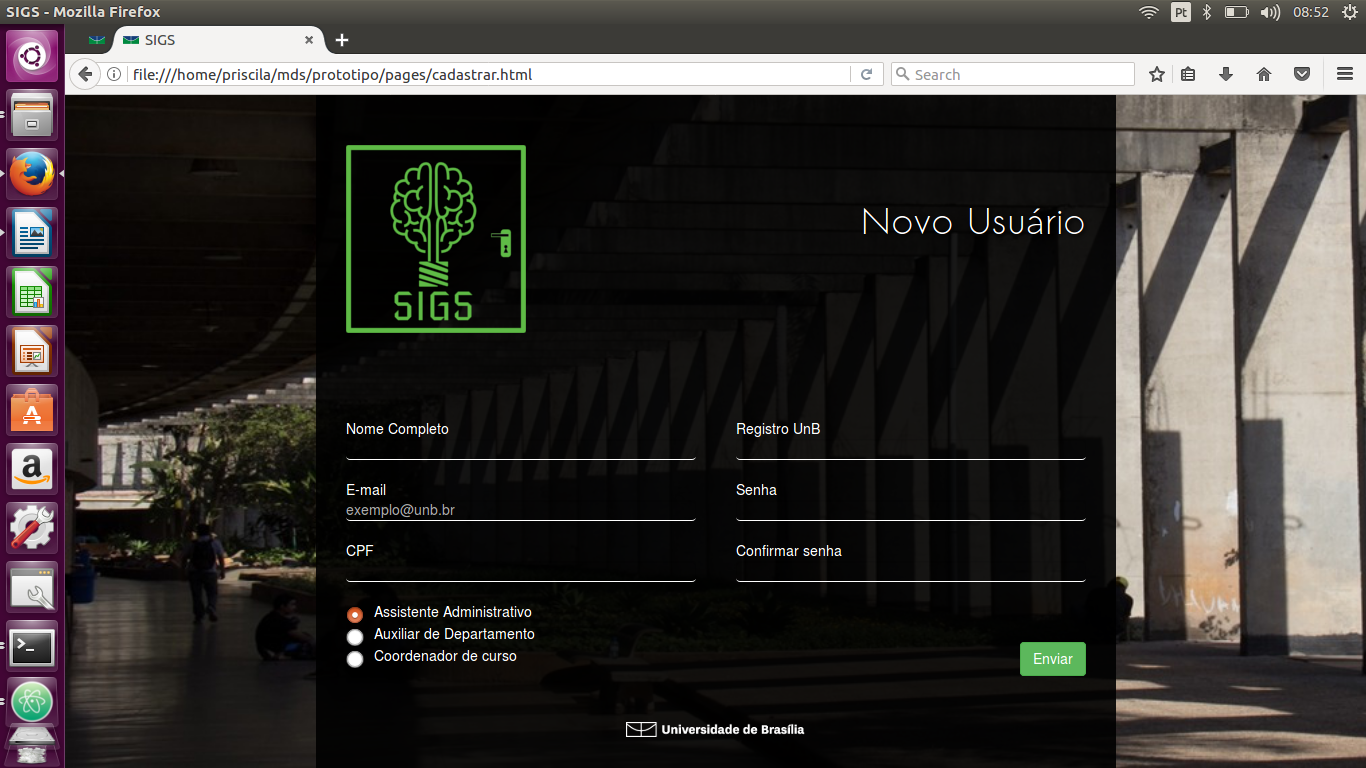 SIGS - Mozilla Firefox
Pt
08:52
SIGS
file:///home/priscila/mds/prototipo/pages/cadastrar.html
Search
SIGS
Novo Usuário
Nome Completo
Registro UnB
E-mail
exemplo@unb.br
Senha
CPF
Confirmar senha
Assistente Administrativo
Auxiliar de Departamento
Coordenador de curso
Enviar
Universidade de Brasília